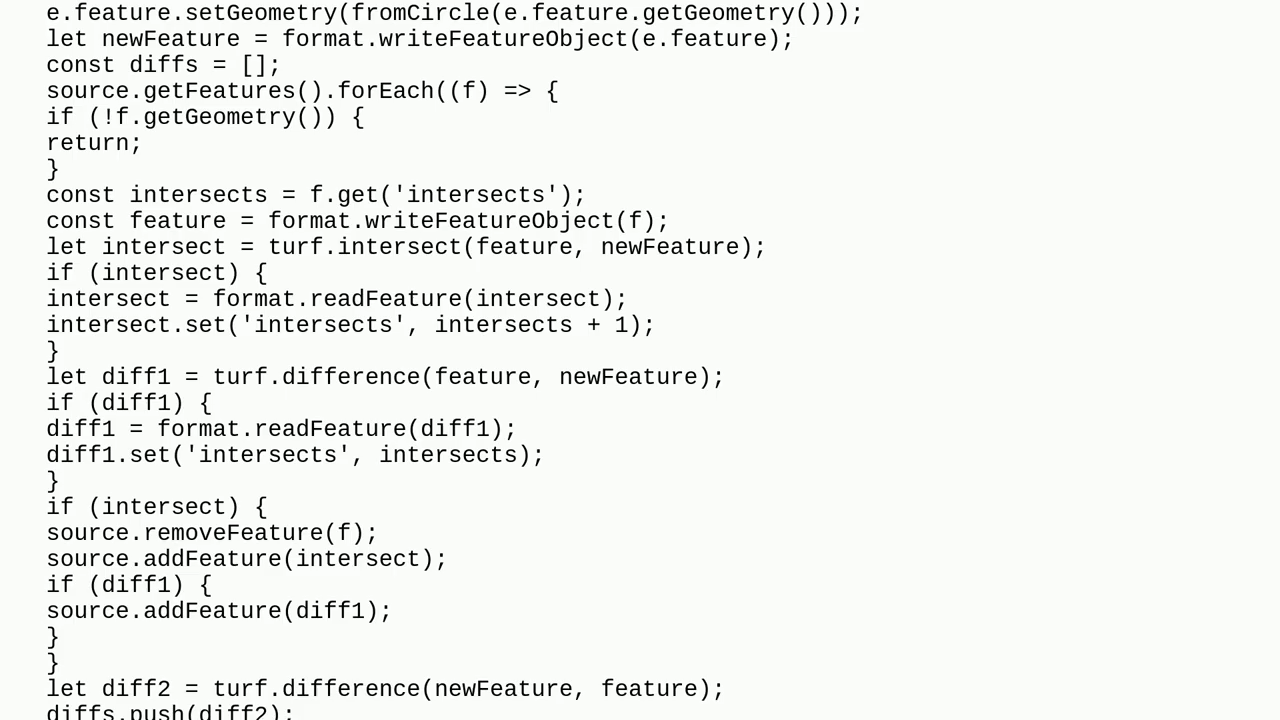 e.feature.setGeometry(fromCircle(e.feature.getGeometry()));
let newFeature = format.writeFeatureObject(e.feature);
const diffs = [];
source.getFeatures().forEach((f) => {
if (!f.getGeometry()) {
return;
}
const intersects = f.get('intersects');
const feature = format.writeFeatureObject(f);
let intersect = turf.intersect(feature, newFeature);
if (intersect) {
intersect = format.readFeature(intersect);
intersect.set('intersects', intersects + 1);
}
let diff1 = turf.difference(feature, newFeature);
if (diff1) {
diff1 = format.readFeature(diff1);
diff1.set('intersects', intersects);
}
if (intersect) {
source.removeFeature(f);
source.addFeature(intersect);
if (diff1) {
source.addFeature(diff1);
}
}
let diff2 = turf.difference(newFeature, feature);
diffs.push(diff2);